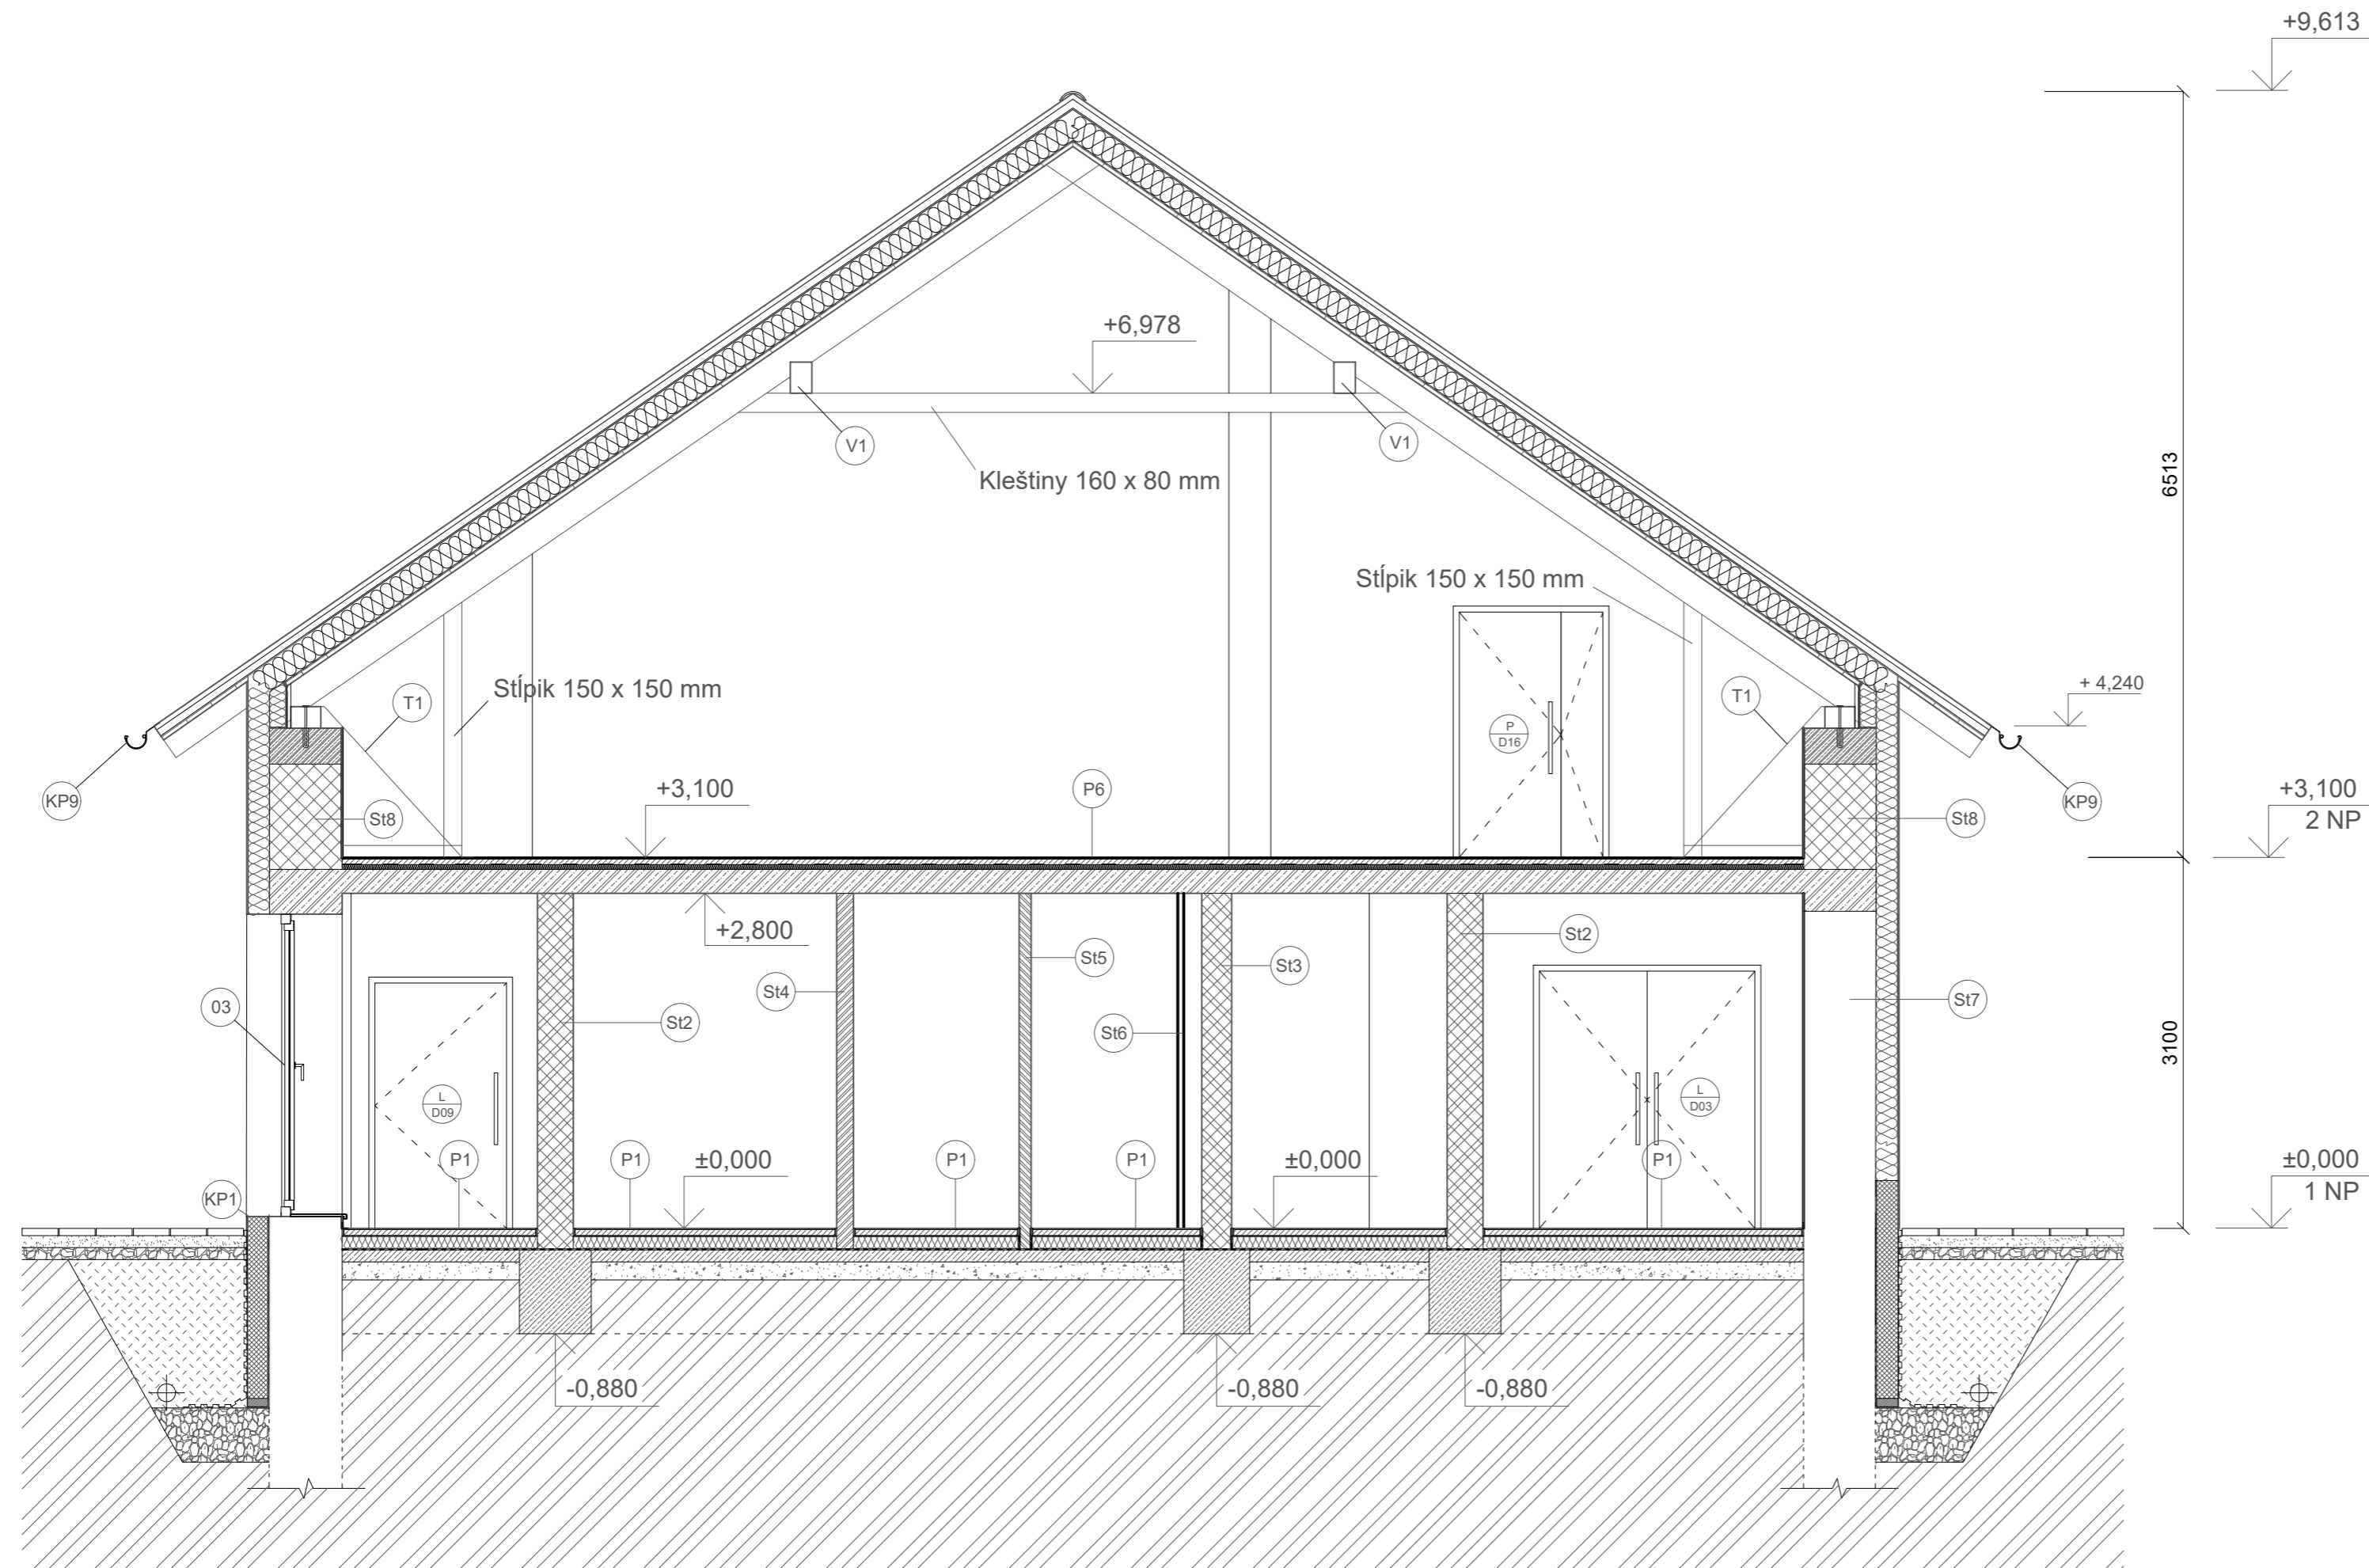 +9,613
+6,978
V1
V1
Kleštiny 160 x 80 mm
6513
Stĺpik 150 x 150 mm
Stĺpik 150 x 150 mm
T1
T1
+ 4,240
P
D16
KP9
+3,100
P6
KP9
+3,100
2 NP
St8
St8
+2,800
St2
St5
St3
St4
St7
03
St2
St6
3100
L
D09
L
D03
P1
P1
±0,000
P1
P1
±0,000
P1
±0,000
1 NP
KP1
-0,880
-0,880
-0,880